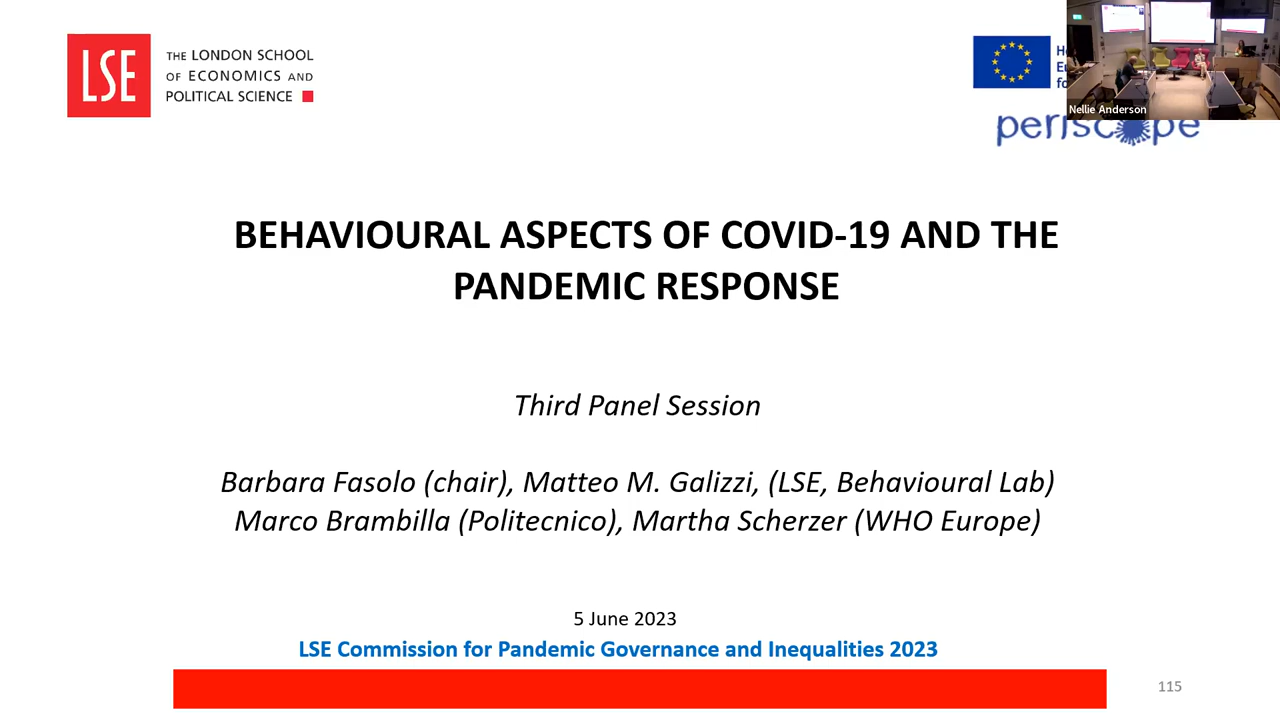 LSE
THE LONDON SCHOOL
OF ECONOMICS AND
POLITICAL SCIENCE
Nellie Anderson
periscope
BEHAVIOURAL ASPECTS OF COVID-19 AND THE
PANDEMIC RESPONSE
Third Panel Session
Barbara Fasolo (chair), Matteo M. Galizzi, (LSE, Behavioural Lab)
Marco Brambilla (Politecnico), Martha Scherzer (WHO Europe)
5 June 2023
LSE Commission for Pandemic Governance and Inequalities 2023
115